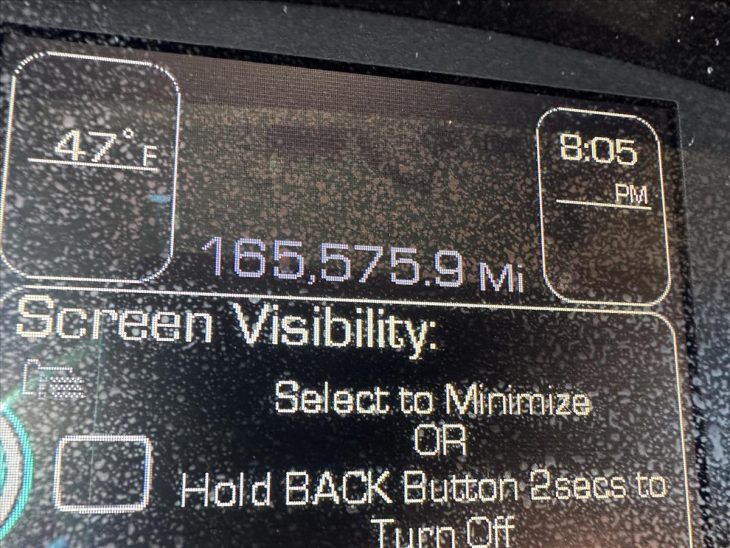 47°F
8:05
PM
165,575.9 Mi
Screen Visibility:
Select to Minimize
OR
Hold BACK Button 2secs to
Turn Off